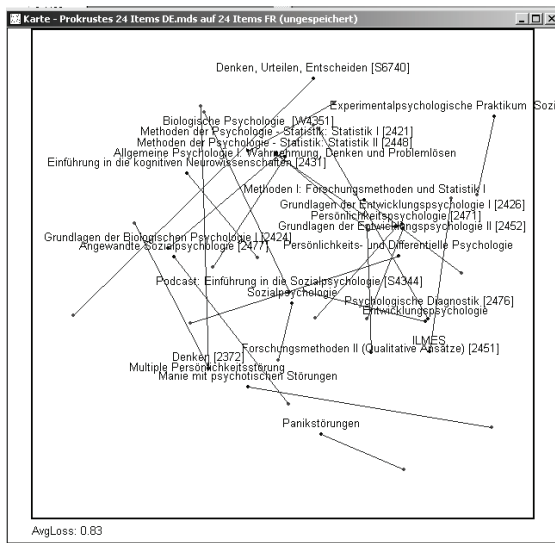 Karte - Prokrustes 24 Items DE.mds auf 24 Items FR (ungespeichert)
Denken, Urteilen, Entscheiden [S6740]
Experimentalpsychologische Praktikum Sozi
Biologische Psychologie [W4351]
Methoden der Psychologie - Statistik: Statistik I [2421]
Methoden der Psychologie - Statistik: Statistik II [2448]
Allgemeine Psychologie I: Wahrnehmung, Denken und Problemlösen
Einführung in die kognitiven Neurowissenschaften [2431]
Methoden I: Forschungsmethoden und Statistik I
Grundlagen der Entwicklungspsychologie I [2426]
Persönlichkeitspsychologie [2471]
Grundlagen der Entwicklungspsychologie II [2452]
Grundlagen der Biologischen Psychologie I [2424]
Angewandte Sozialpsychologie [2477]
Persönlichkeits- und Differentielle Psychologie
Podcast: Einführung in die Sozialpsychologie [S4344]
Sozialpsychologie
Psychologische Diagnostik [2476]
Entwicklungspsychologie
ILMES
Forschungsmethoden II (Qualitative Ansätze) [2451]
Denken [2372]
Multiple Persönlichkeitsstörung
Manie mit psychotischen Störungen
Panikstörungen
AvgLoss: 0.83